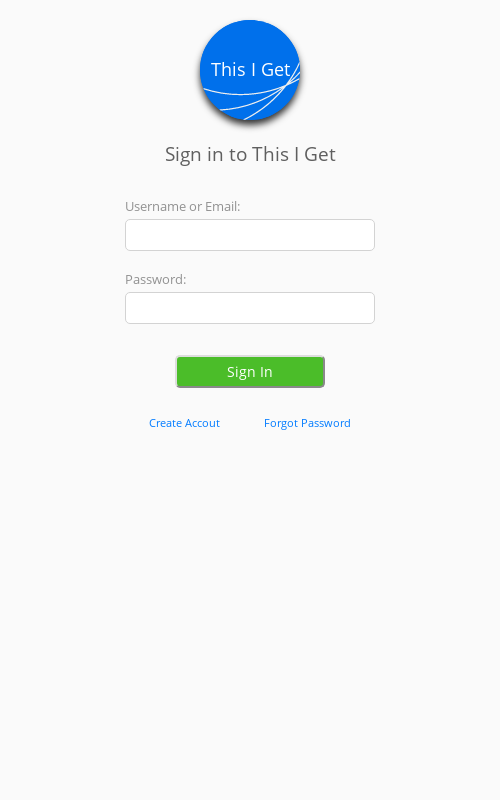 This I Get
Sign in to This I Get
Username or Email:
Password:
Sign In
Create Accout
Forgot Password